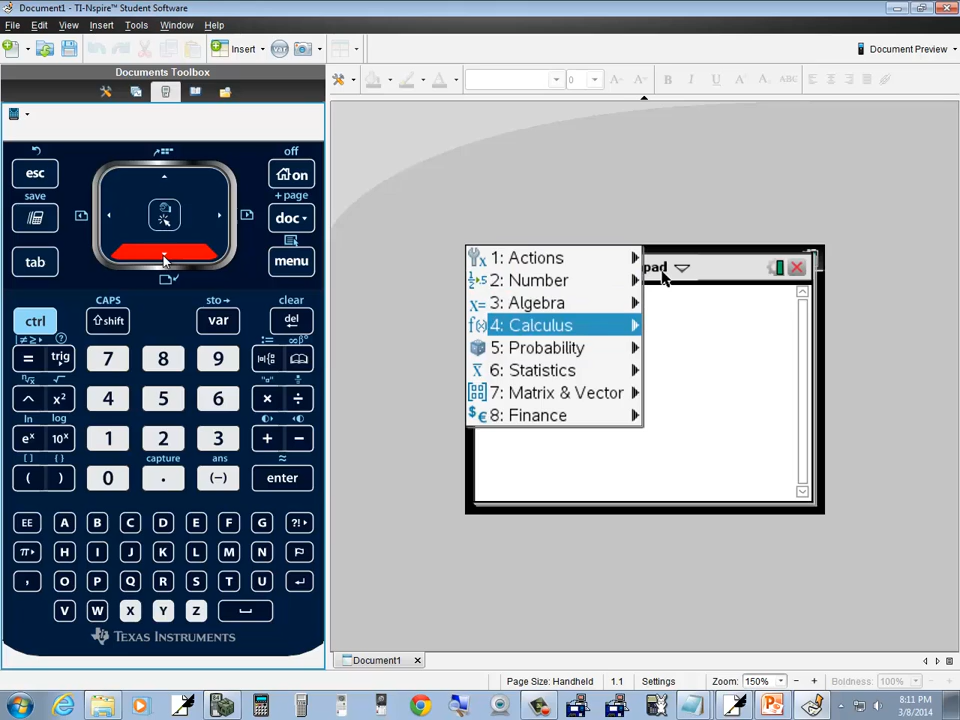 Document1 - TI-Nspire™ Student Software
File Edit View Insert Tools Window Help
Insert
Document Preview
Documents Toolbox
0
A
B I U ABC
off
esc
on
save
+ page
doc
tab
menu
CAPS
sto→
clear
ctrl
shift
var
del
= trig 7 8 9
^ x² 4 5 6 × ÷
ln log
eˣ 10ˣ 1 2 3 + −
[ ] { } capture ans ≈
( ) 0 . (−) enter
EE A B C D E F G ?!
π H I J K L M N
, O P Q R S T U
V W X Y Z
TEXAS INSTRUMENTS
1: Actions
2: Number
3: Algebra
4: Calculus
5: Probability
6: Statistics
7: Matrix & Vector
8: Finance
pad
Document1
Page Size: Handheld 1.1 Settings Zoom: 150% Boldness: 100%
8:11 PM
3/8/2014